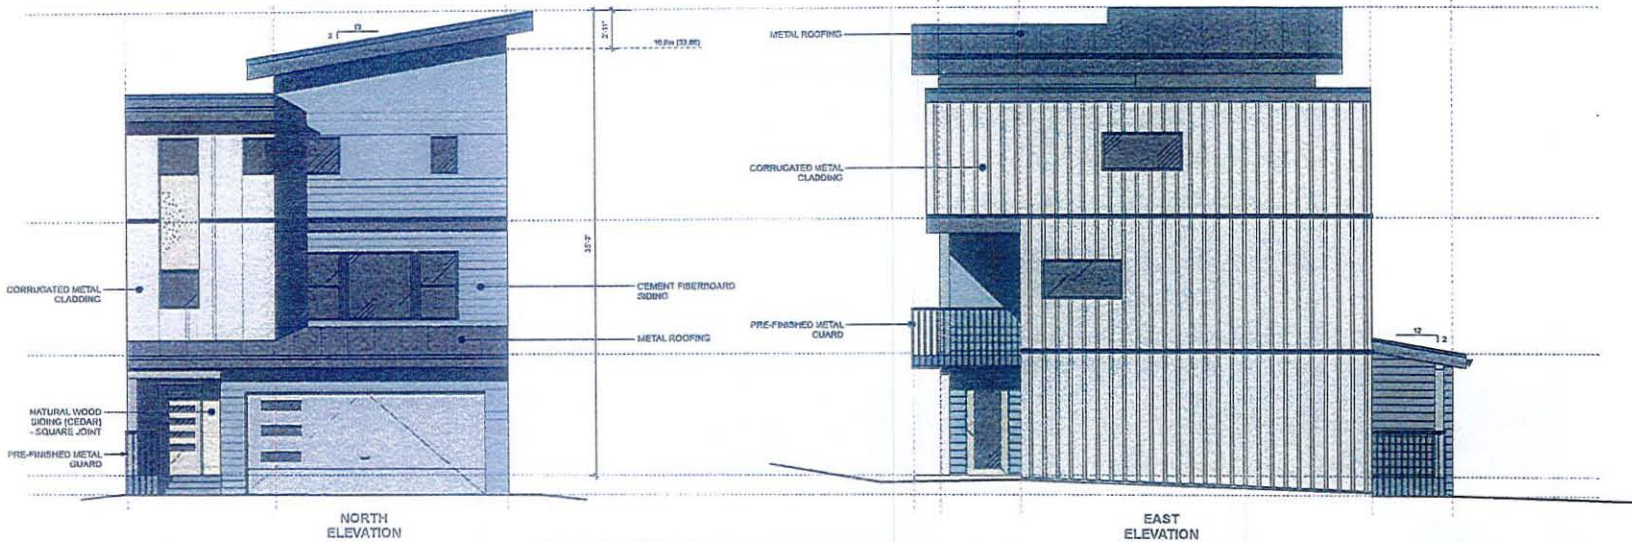 METAL ROOFING
2
CORRUGATED METAL
CLADDING
CEMENT FIBERBOARD
SIDING
METAL ROOFING
NATURAL WOOD
SIDING (CEDAR)
- SQUARE JOINT
PRE-FINISHED METAL
GUARD
NORTH
ELEVATION
CORRUGATED METAL
CLADDING
PRE-FINISHED METAL
GUARD
12
2
EAST
ELEVATION